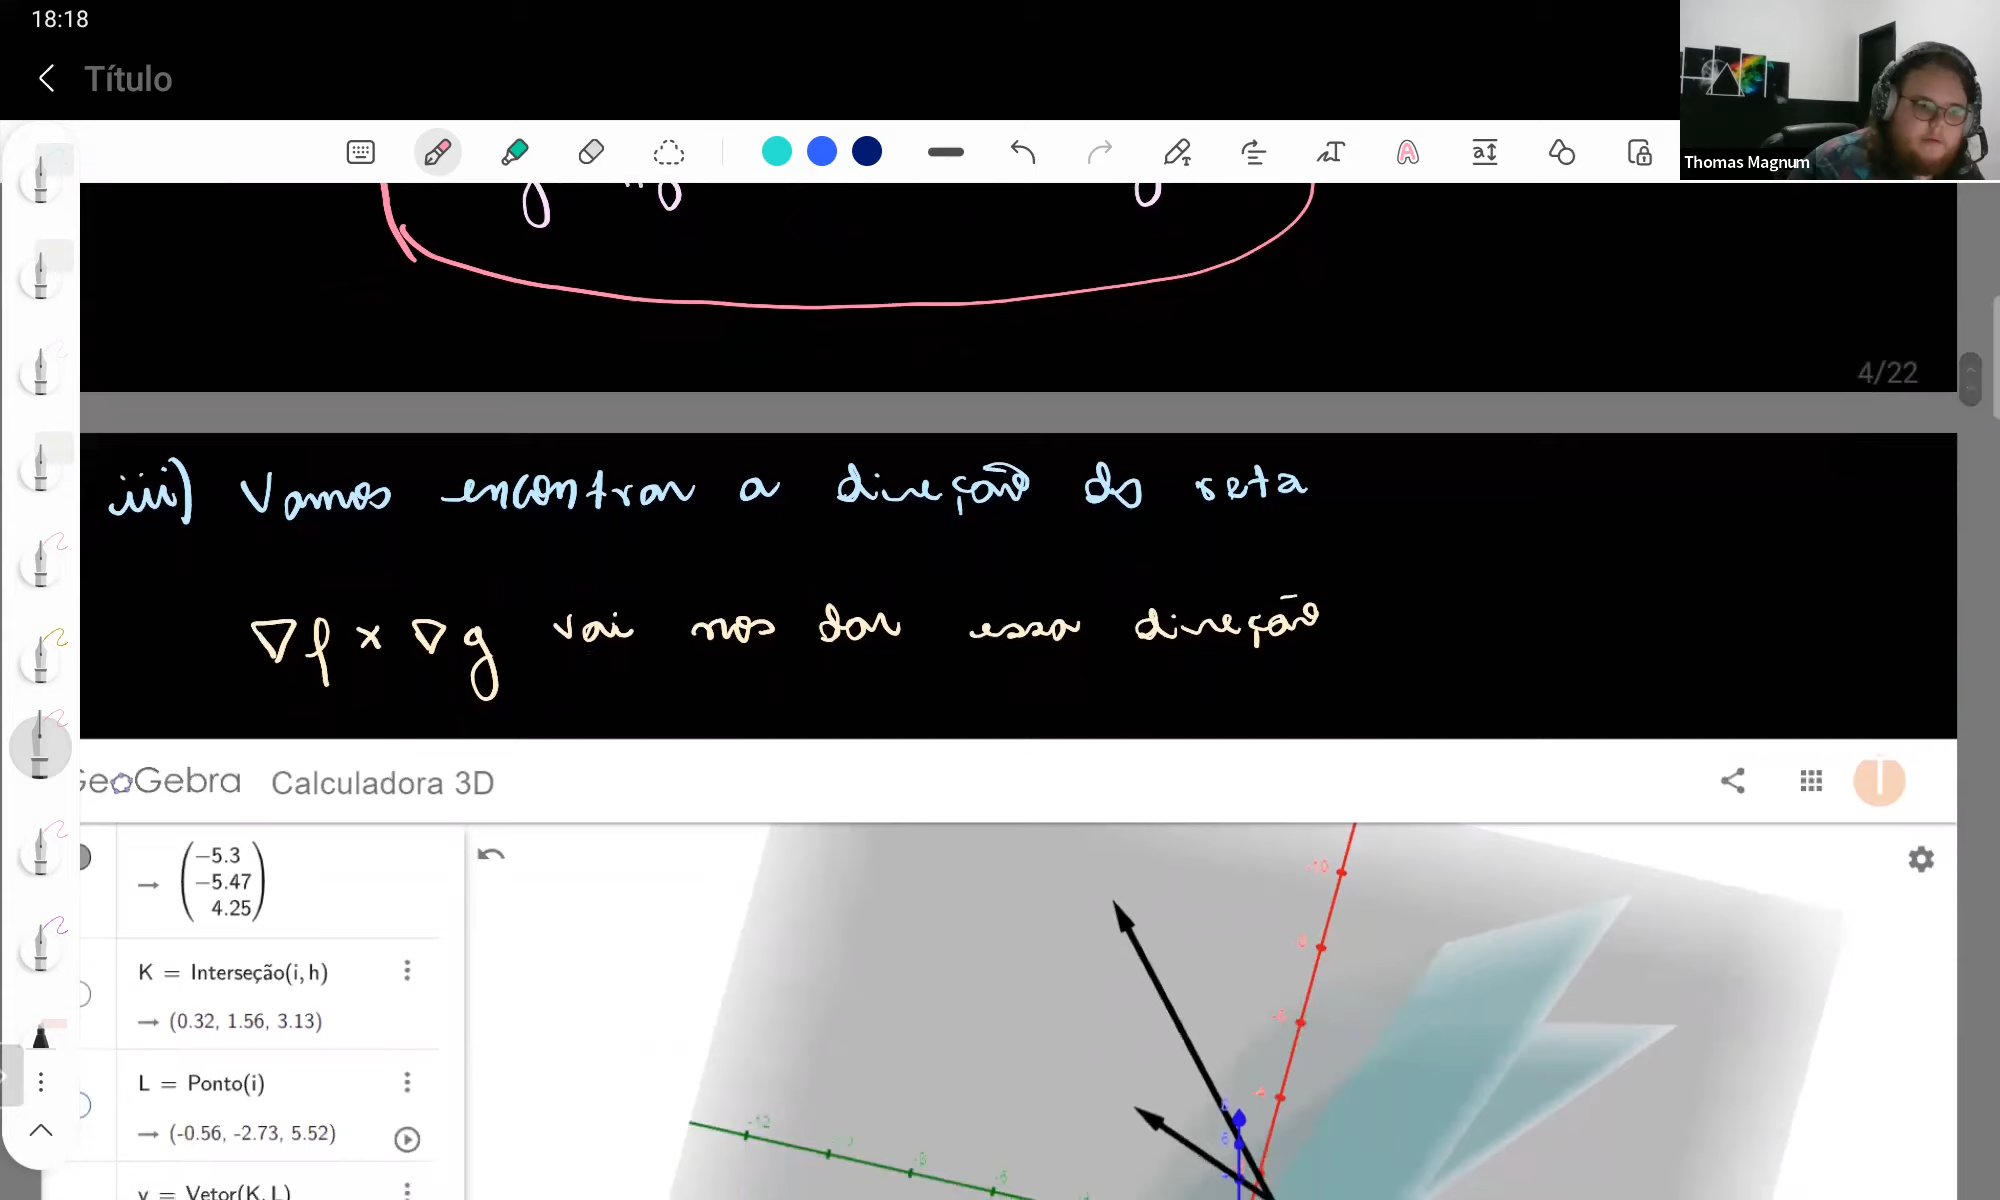 18:18
Título
Thomas Magnum
4/22
iii) Vamos encontrar a direção da reta
∇f × ∇g vai nos dar essa direção
GeoGebra Calculadora 3D
T
→ (−5.3 −5.47 4.25)
K = Interseção(i, h)
→ (0.32, 1.56, 3.13)
L = Ponto(i)
→ (-0.56, -2.73, 5.52)
v = Vetor(K, L)
-10
-12